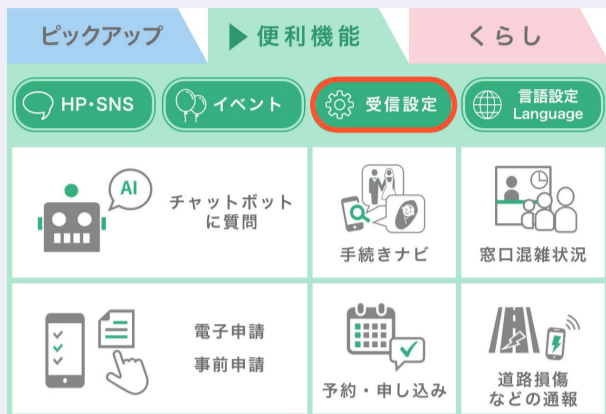 ピックアップ
▶便利機能
くらし
HP・SNS
イベント
受信設定
言語設定
Language
AI
チャットボット
に質問
手続きナビ
窓口混雑状況
電子申請
事前申請
予約・申し込み
道路損傷
などの通報